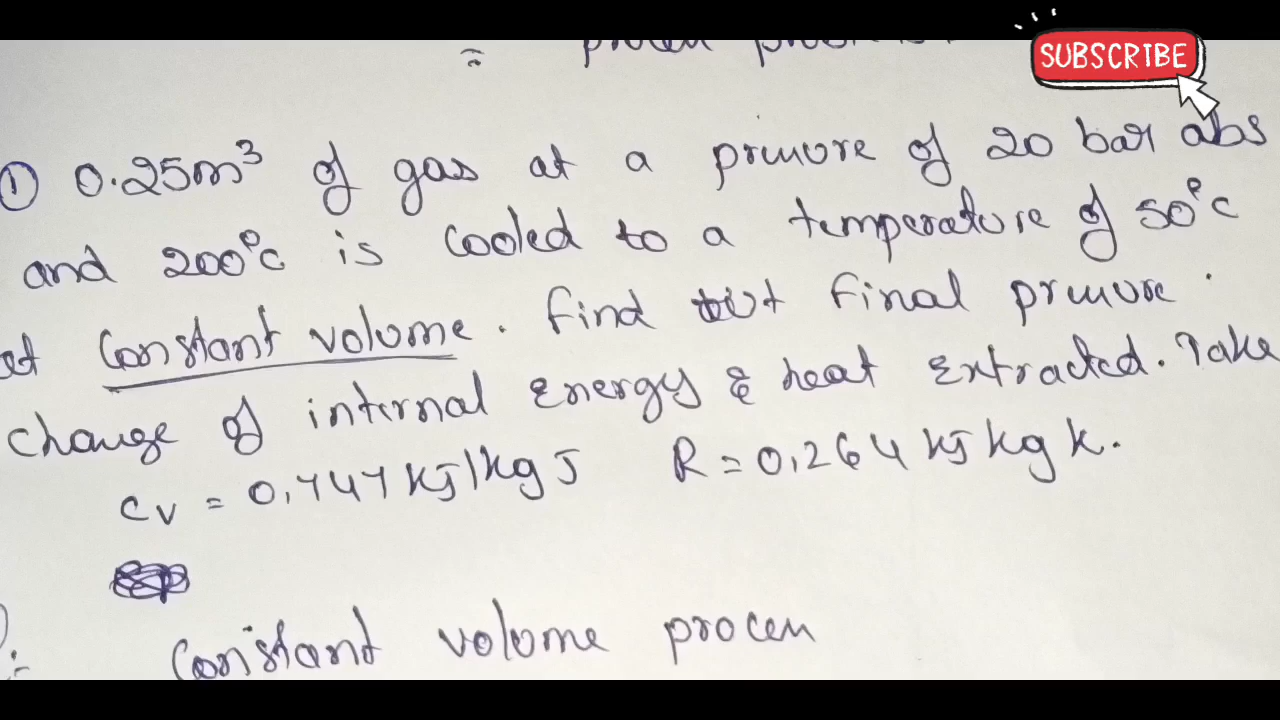 SUBSCRIBE
① 0.25m³ of gas at a pressure of 20 bar abs
and 200°C is cooled to a temperature of 50°C
at constant volume. Find out final pressure.
change of internal energy & heat extracted. Take
Cv = 0.747 KJ/Kg J R = 0.264 KJ Kg K.
Constant volume process